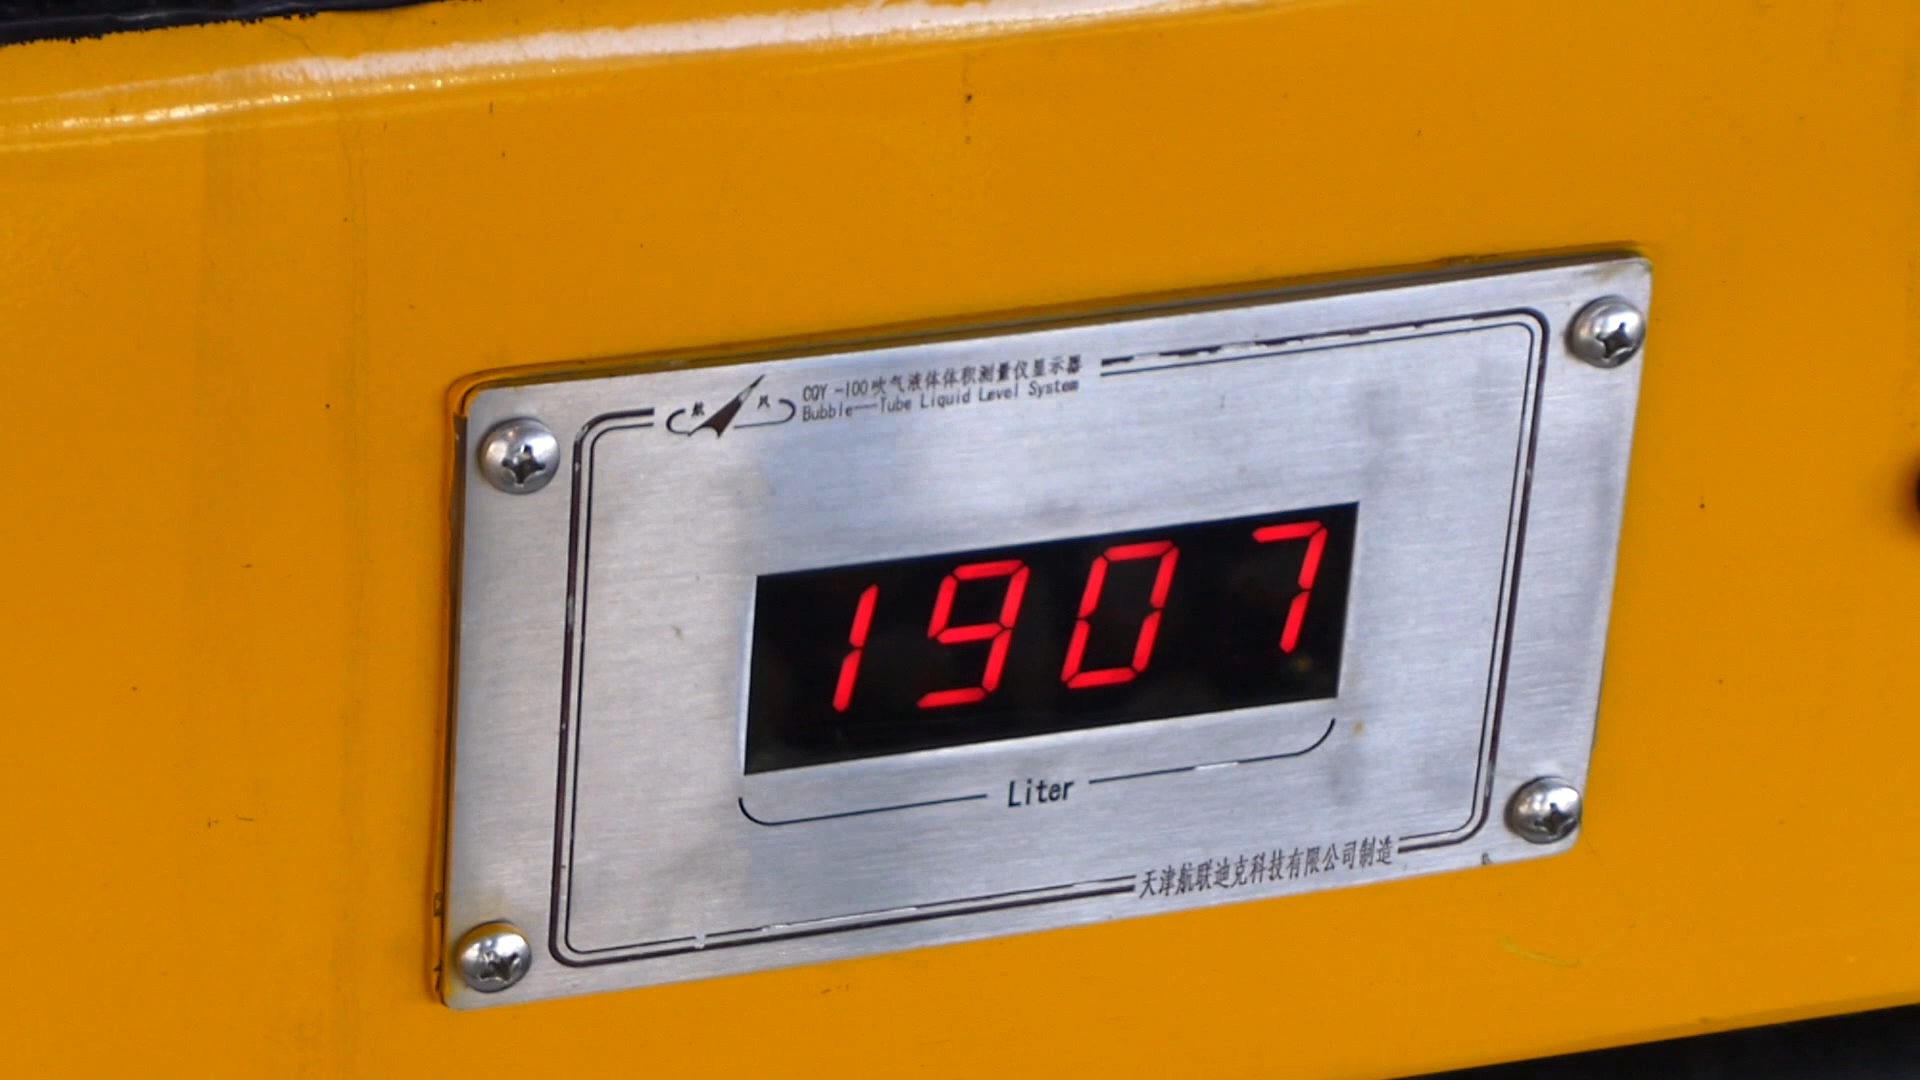 航 风
CQY -100吹气液体体积测量仪显示器
Bubble—Tube Liquid Level System
1907
Liter
天津航联迪克科技有限公司制造